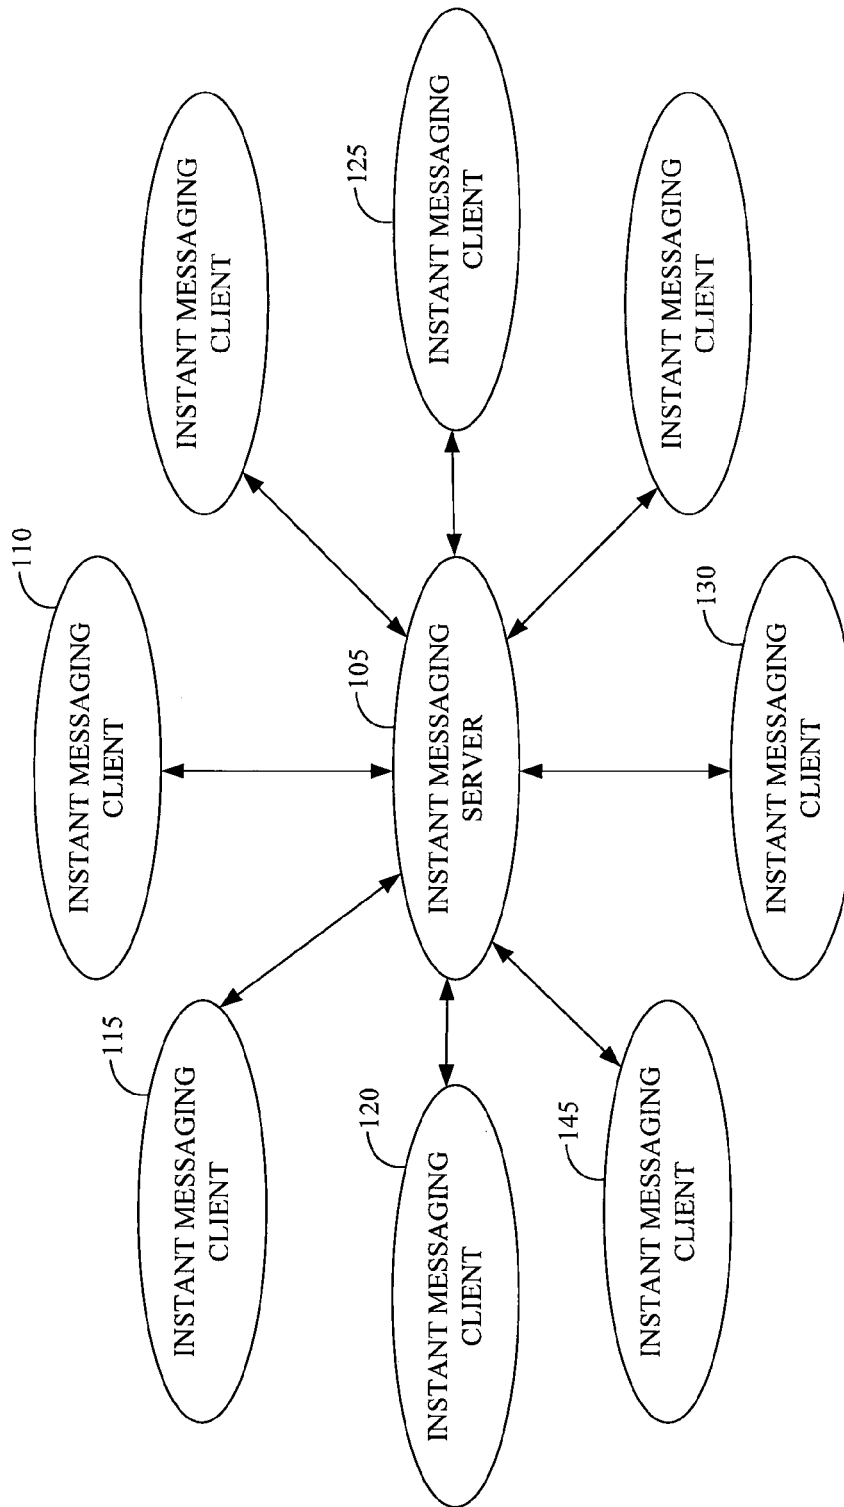 110
INSTANT MESSAGING
CLIENT
115
INSTANT MESSAGING
CLIENT
INSTANT MESSAGING
CLIENT
120
INSTANT MESSAGING
CLIENT
105
INSTANT MESSAGING
SERVER
125
INSTANT MESSAGING
CLIENT
145
INSTANT MESSAGING
CLIENT
INSTANT MESSAGING
CLIENT
130
INSTANT MESSAGING
CLIENT